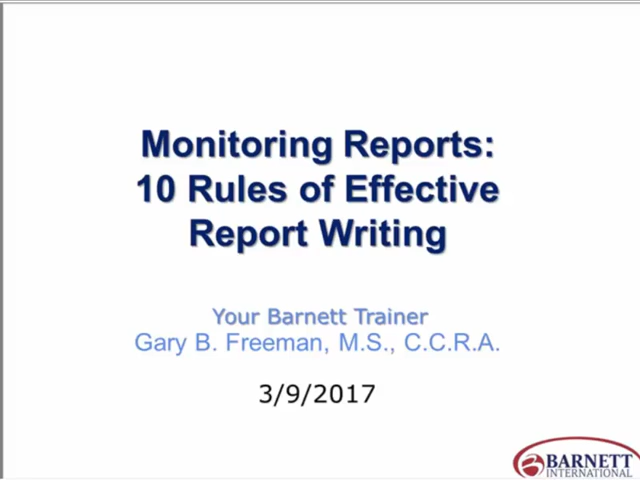 Monitoring Reports:
10 Rules of Effective
Report Writing
Your Barnett Trainer
Gary B. Freeman, M.S., C.C.R.A.
3/9/2017
BARNETT
INTERNATIONAL